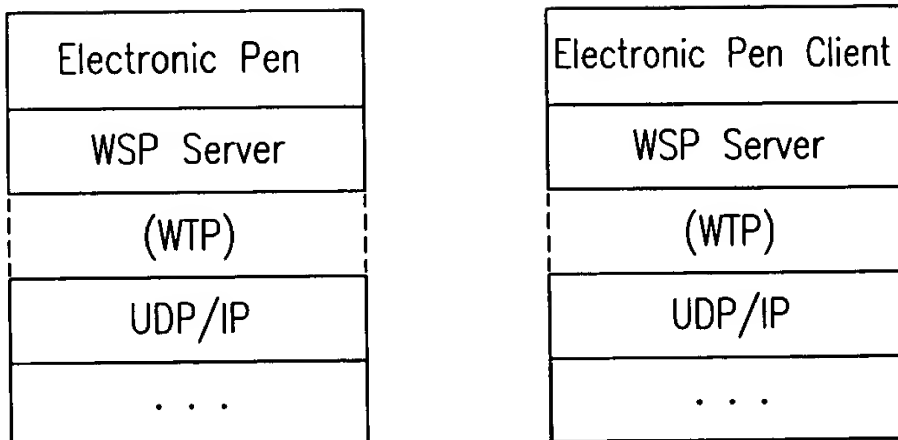 Electronic Pen
WSP Server
(WTP)
UDP/IP
. . .
Electronic Pen Client
WSP Server
(WTP)
UDP/IP
. . .